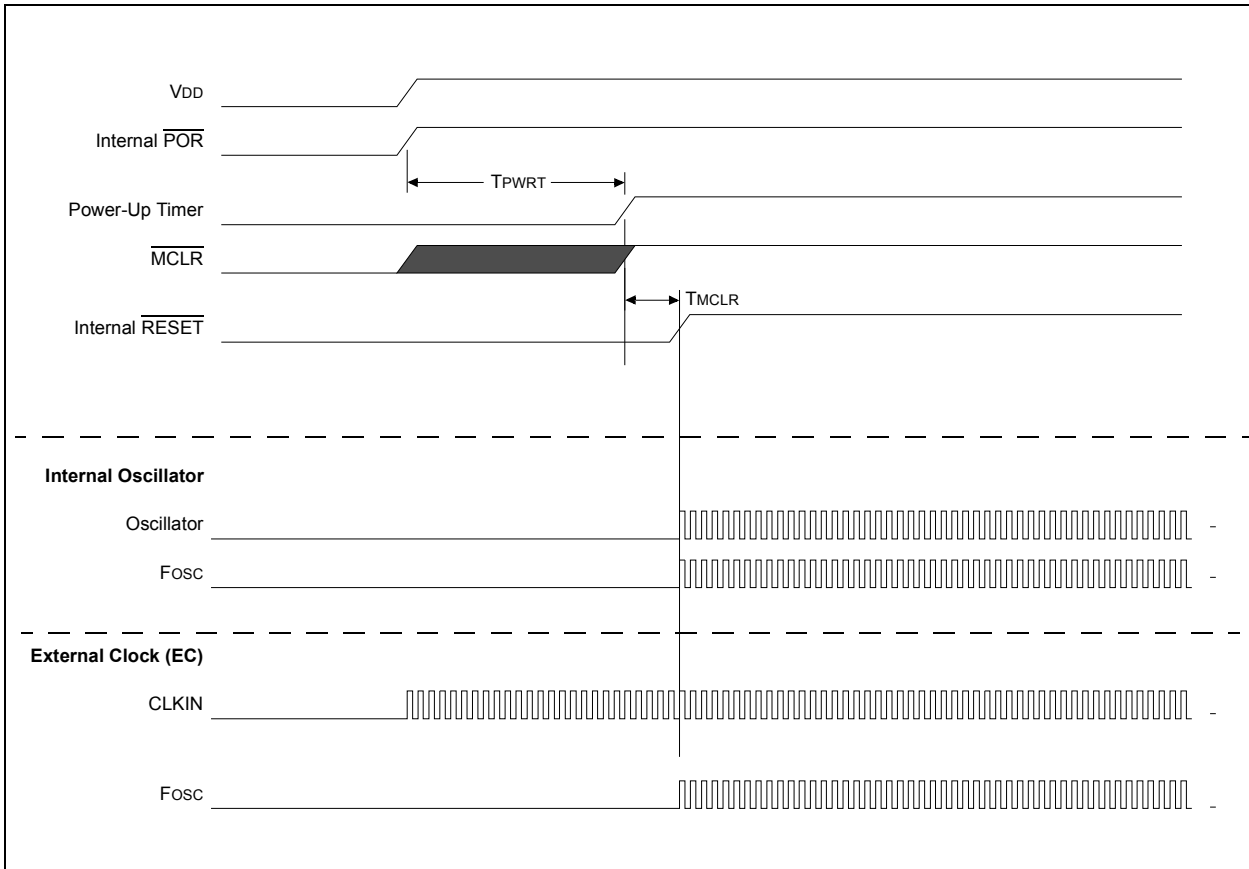 VDD
Internal POR
TPWRT
Power-Up Timer
MCLR
TMCLR
Internal RESET
Internal Oscillator
Oscillator
FOSC
External Clock (EC)
CLKIN
FOSC